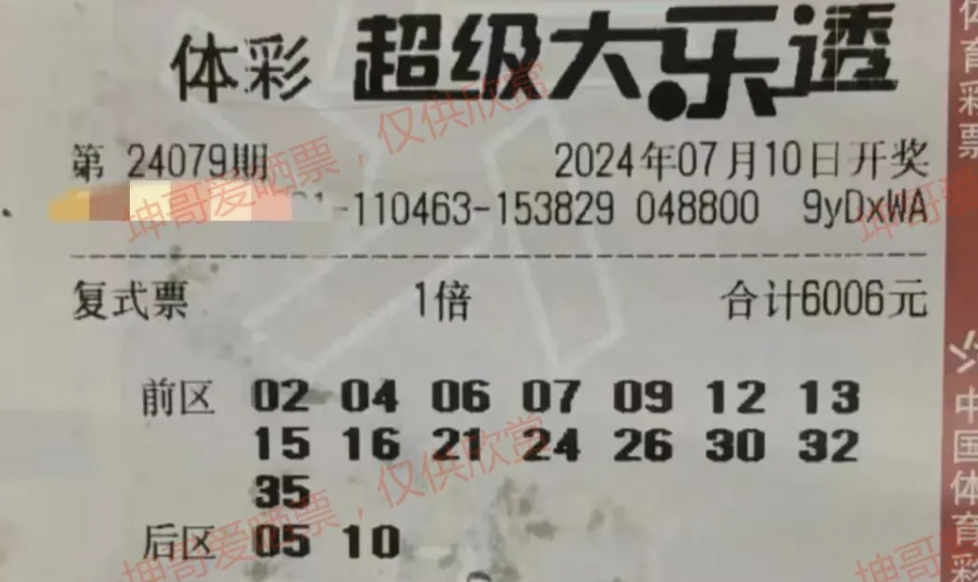 体彩 超级大乐透
第 24079期 2024年07月10日开奖
-110463-153829 048800 9yDxWA
复式票 1倍 合计6006元
前区 02 04 06 07 09 12 13
15 16 21 24 26 30 32
35
后区 05 10
坤哥爱晒票，仅供欣赏
坤哥爱晒票，仅供欣赏
坤哥
体育彩票
中国体育彩